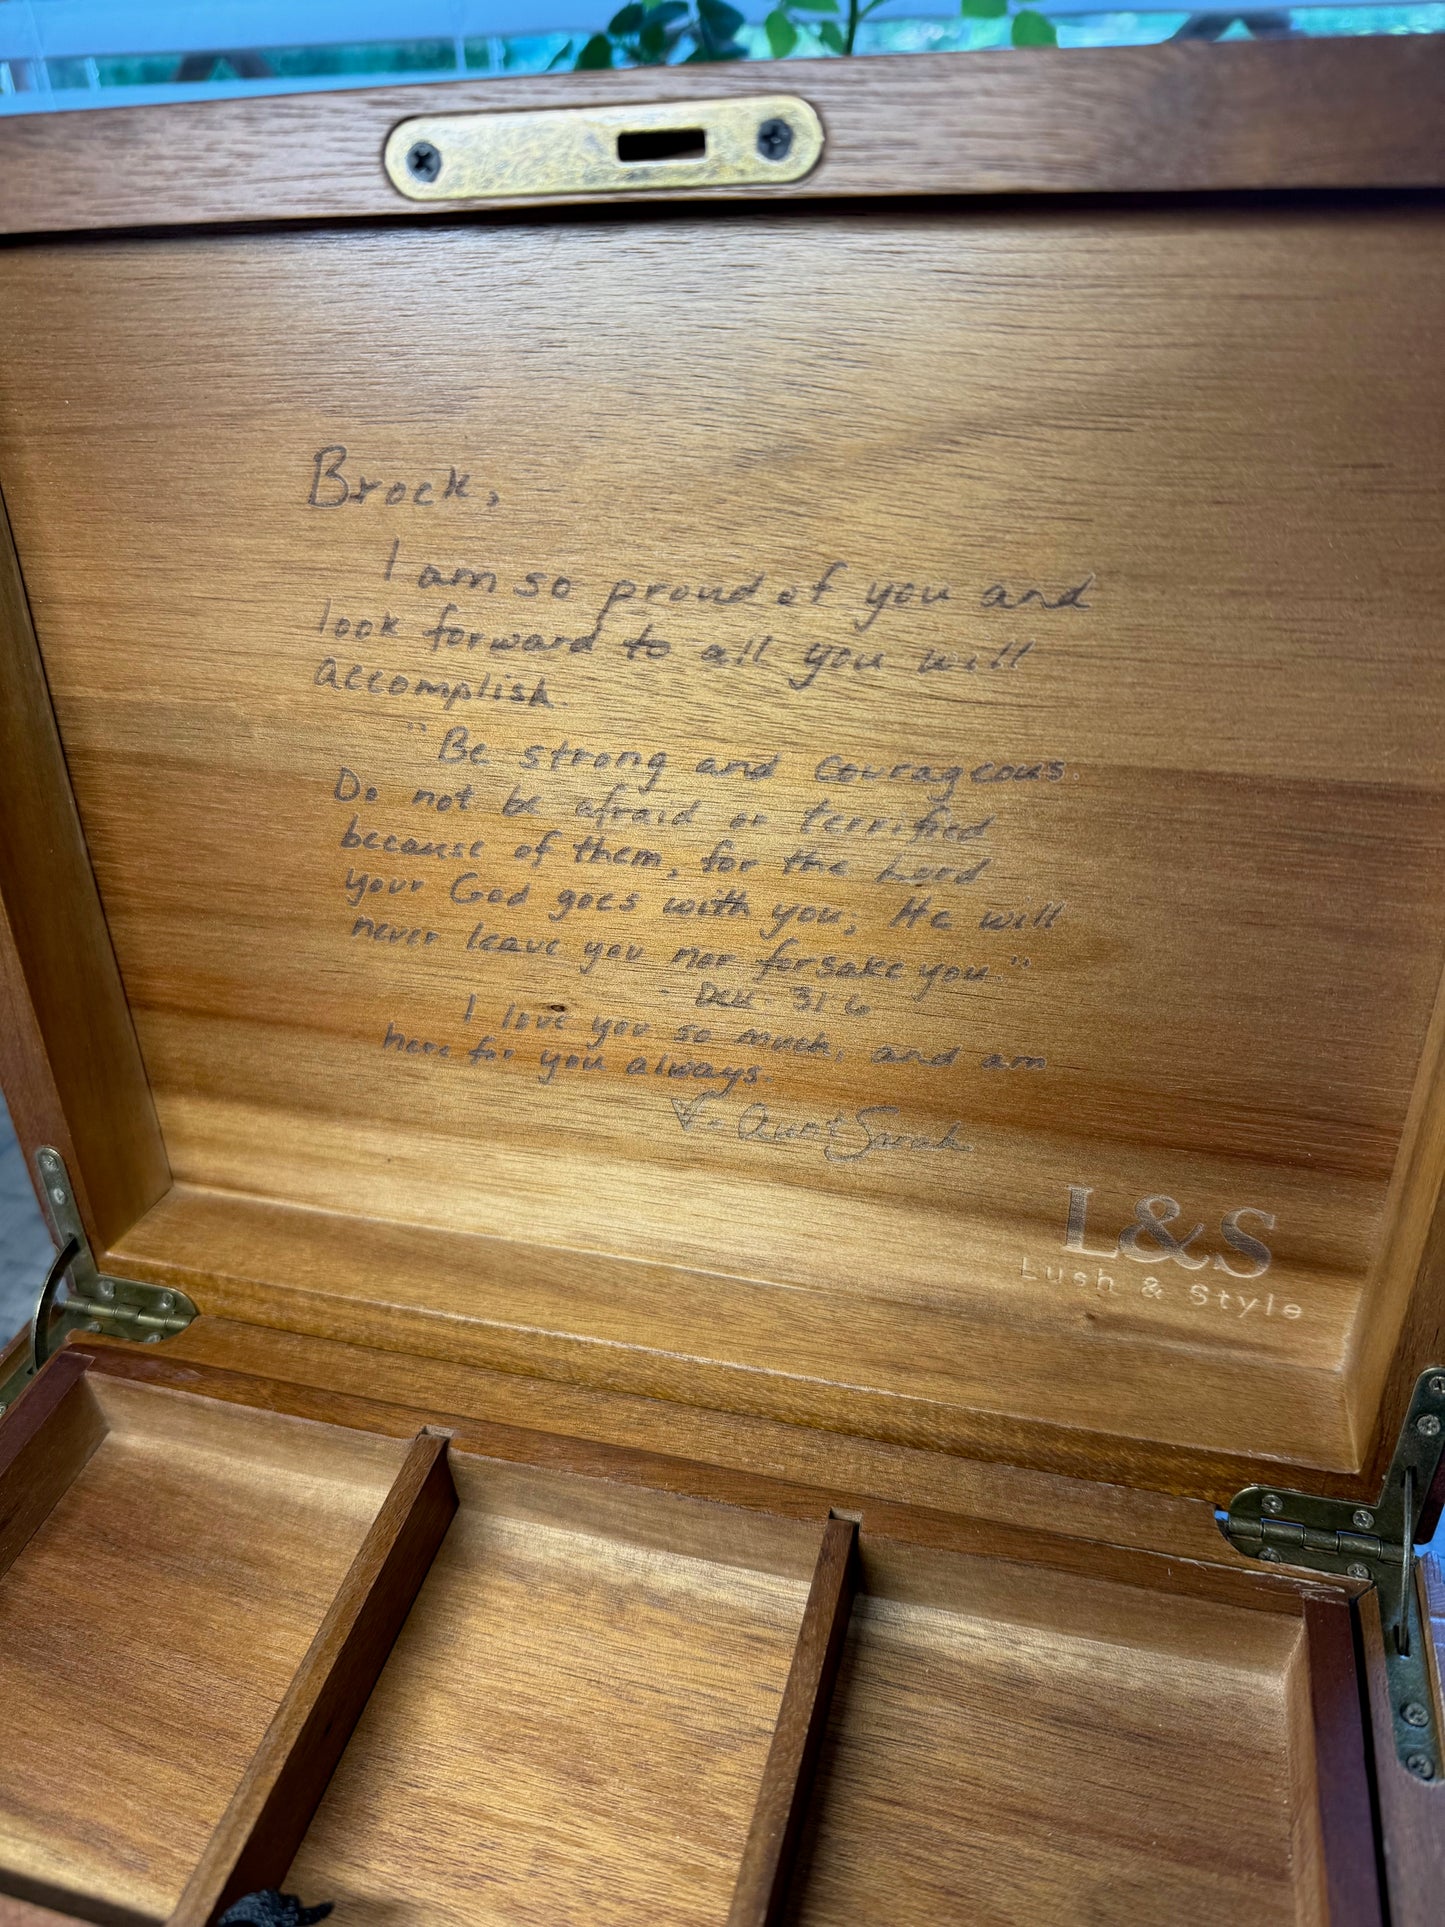 Brock,
I am so proud of you and
look forward to all you will
accomplish.
"Be strong and courageous.
Do not be afraid or terrified
because of them, for the Lord
your God goes with you; He will
never leave you nor forsake you."
- Deu. 31 6
I love you so much, and am
here for you always.
- Aunt Sarah
L&S
Lush & Style